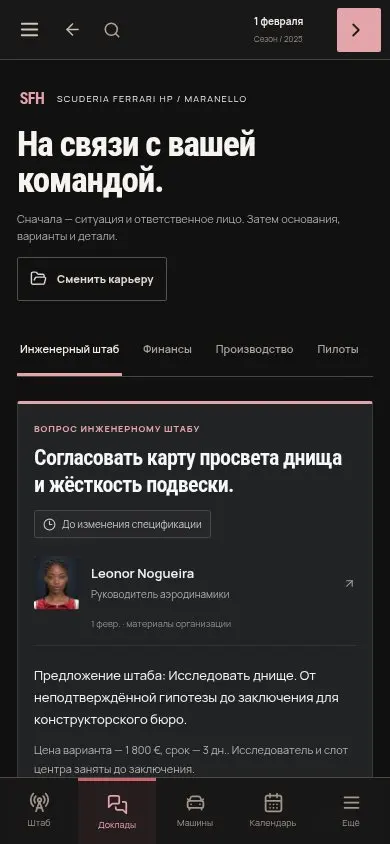 1 февраля
Сезон / 2025
SFH SCUDERIA FERRARI HP / MARANELLO
На связи с вашей
командой.
Сначала — ситуация и ответственное лицо. Затем основания,
варианты и детали.
Сменить карьеру
Инженерный штаб Финансы Производство Пилоты
ВОПРОС ИНЖЕНЕРНОМУ ШТАБУ
Согласовать карту просвета днища
и жёсткость подвески.
До изменения спецификации
Leonor Nogueira
Руководитель аэродинамики
1 февр. · материалы организации
Предложение штаба: Исследовать днище. От
неподтверждённой гипотезы до заключения для
конструкторского бюро.
Цена варианта — 1 800 €, срок — 3 дн.. Исследователь и слот
центра заняты до заключения.
Штаб Доклады Машины Календарь Ещё